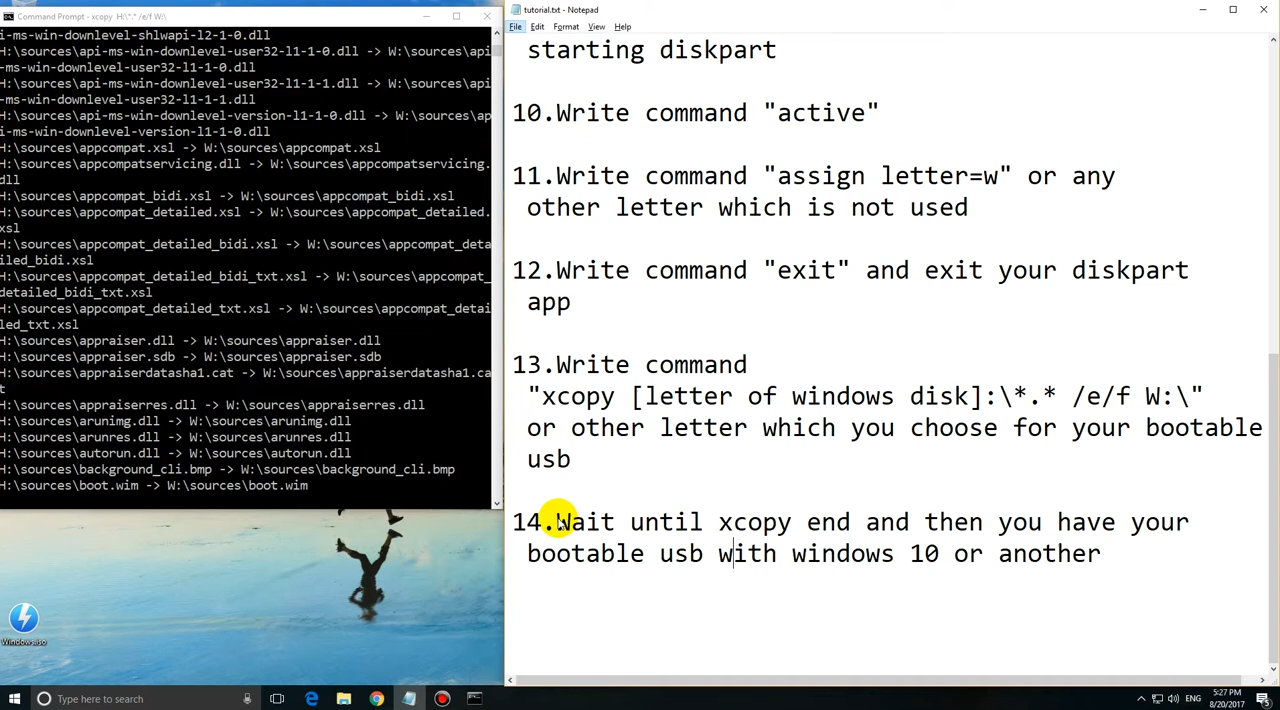 Command Prompt - xcopy H:\*.* /e/f W:\
pi-ms-win-downlevel-shlwapi-l2-1-0.dll
H:\sources\api-ms-win-downlevel-user32-l1-1-0.dll -> W:\sources\api
-ms-win-downlevel-user32-l1-1-0.dll
H:\sources\api-ms-win-downlevel-user32-l1-1-1.dll -> W:\sources\api
-ms-win-downlevel-user32-l1-1-1.dll
H:\sources\api-ms-win-downlevel-version-l1-1-0.dll -> W:\sources\ap
i-ms-win-downlevel-version-l1-1-0.dll
H:\sources\appcompat.xsl -> W:\sources\appcompat.xsl
H:\sources\appcompatservicing.dll -> W:\sources\appcompatservicing.
dll
H:\sources\appcompat_bidi.xsl -> W:\sources\appcompat_bidi.xsl
H:\sources\appcompat_detailed.xsl -> W:\sources\appcompat_detailed.
xsl
H:\sources\appcompat_detailed_bidi.xsl -> W:\sources\appcompat_deta
iled_bidi.xsl
H:\sources\appcompat_detailed_bidi_txt.xsl -> W:\sources\appcompat_
detailed_bidi_txt.xsl
H:\sources\appcompat_detailed_txt.xsl -> W:\sources\appcompat_detai
led_txt.xsl
H:\sources\appraiser.dll -> W:\sources\appraiser.dll
H:\sources\appraiser.sdb -> W:\sources\appraiser.sdb
H:\sources\appraiserdatasha1.cat -> W:\sources\appraiserdatasha1.ca
t
H:\sources\appraiserres.dll -> W:\sources\appraiserres.dll
H:\sources\arunimg.dll -> W:\sources\arunimg.dll
H:\sources\arunres.dll -> W:\sources\arunres.dll
H:\sources\autorun.dll -> W:\sources\autorun.dll
H:\sources\background_cli.bmp -> W:\sources\background_cli.bmp
H:\sources\boot.wim -> W:\sources\boot.wim
tutorial.txt - Notepad
File Edit Format View Help
starting diskpart
10.Write command "active"
11.Write command "assign letter=w" or any
other letter which is not used
12.Write command "exit" and exit your diskpart
app
13.Write command
"xcopy [letter of windows disk]:\*.* /e/f W:\"
or other letter which you choose for your bootable
usb
14.Wait until xcopy end and then you have your
bootable usb with windows 10 or another
Windows.iso
Type here to search
ENG
5:27 PM
8/20/2017
5